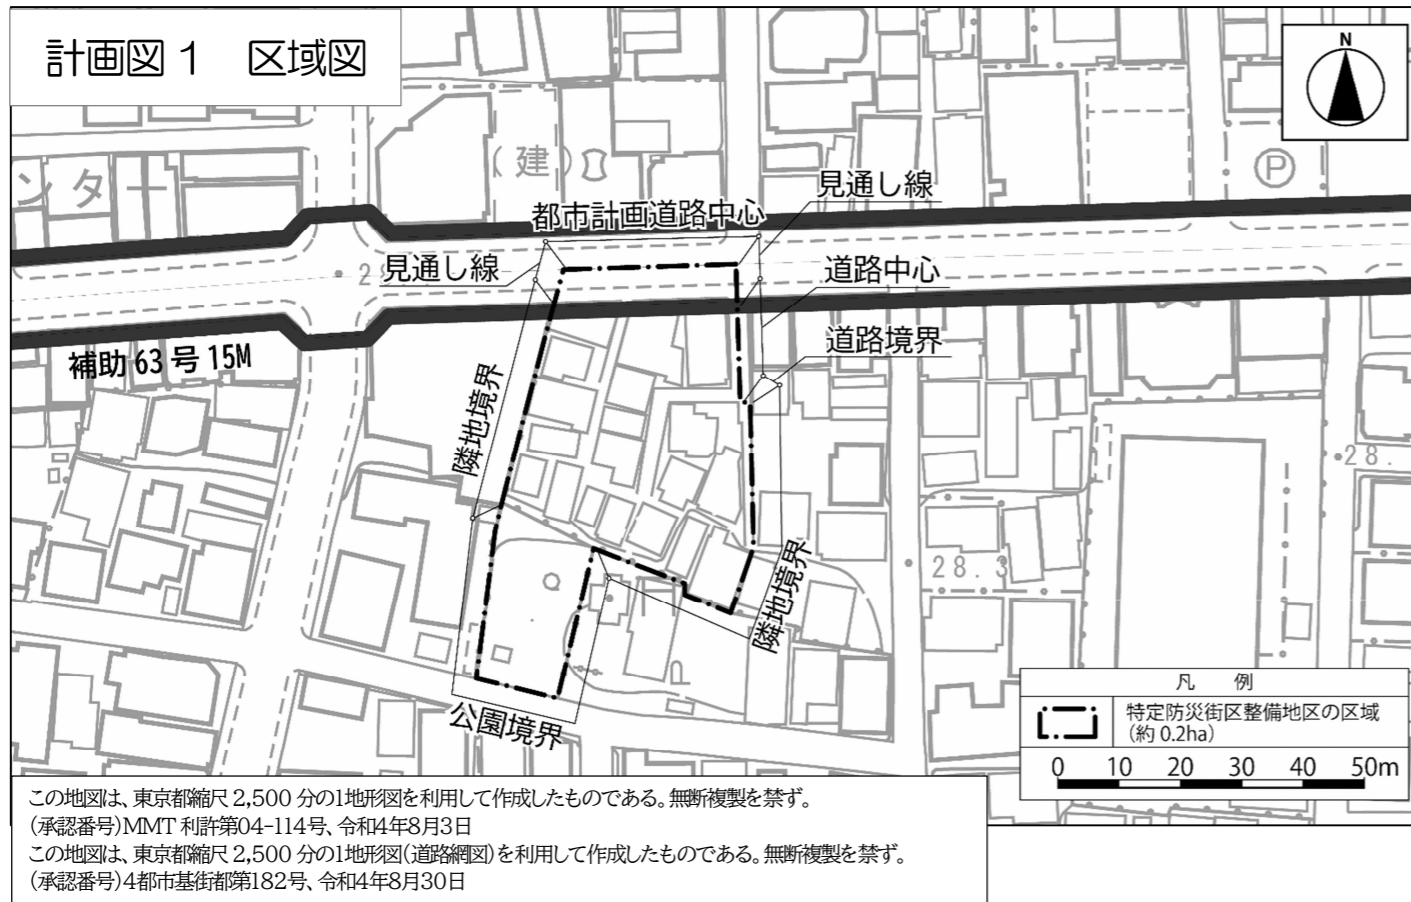 計画図 1 区域図
N
ンター
(建)
P
見通し線
都市計画道路中心
見通し線
道路中心
道路境界
補助 63 号 15M
隣地境界
28.
28.3
隣地境界
公園境界
凡 例
特定防災街区整備地区の区域
(約 0.2ha)
0 10 20 30 40 50m
この地図は、東京都縮尺 2,500 分の1地形図を利用して作成したものである。無断複製を禁ず。
(承認番号)MMT 利許第04-114号、令和4年8月3日
この地図は、東京都縮尺 2,500 分の1地形図(道路網図)を利用して作成したものである。無断複製を禁ず。
(承認番号)4都市基街都第182号、令和4年8月30日